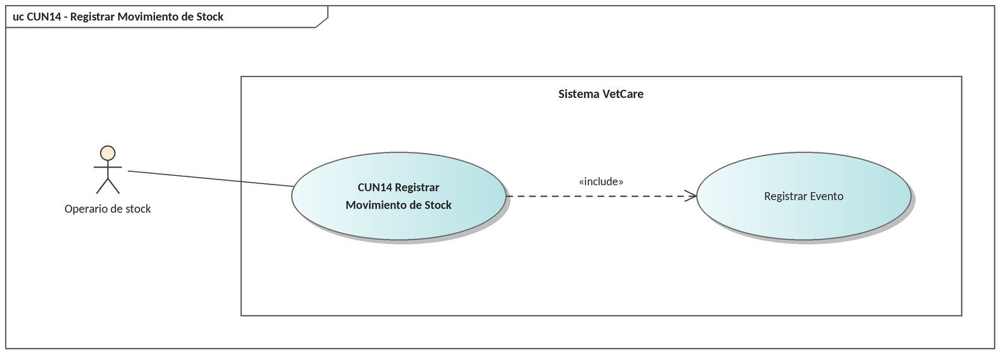 uc CUN14 - Registrar Movimiento de Stock
Sistema VetCare
Operario de stock
CUN14 Registrar
Movimiento de Stock
«include»
Registrar Evento